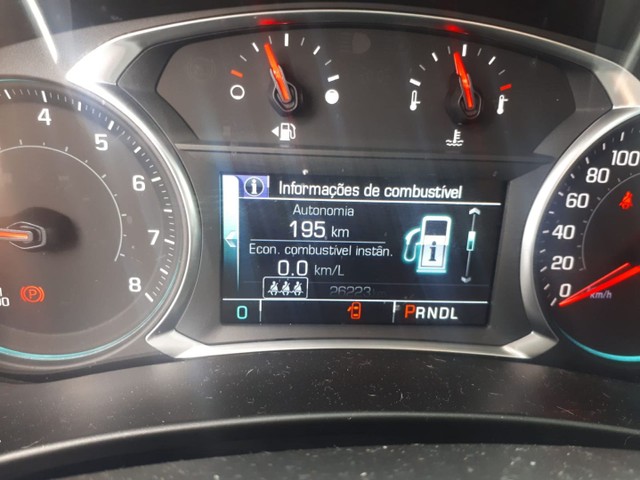 4
5
6
7
8
Informações de combustível
Autonomia
195 km
Econ. combustível instân.
0.0 km/L
26223
0
PRNDL
100
80
60
40
20
0
km/h